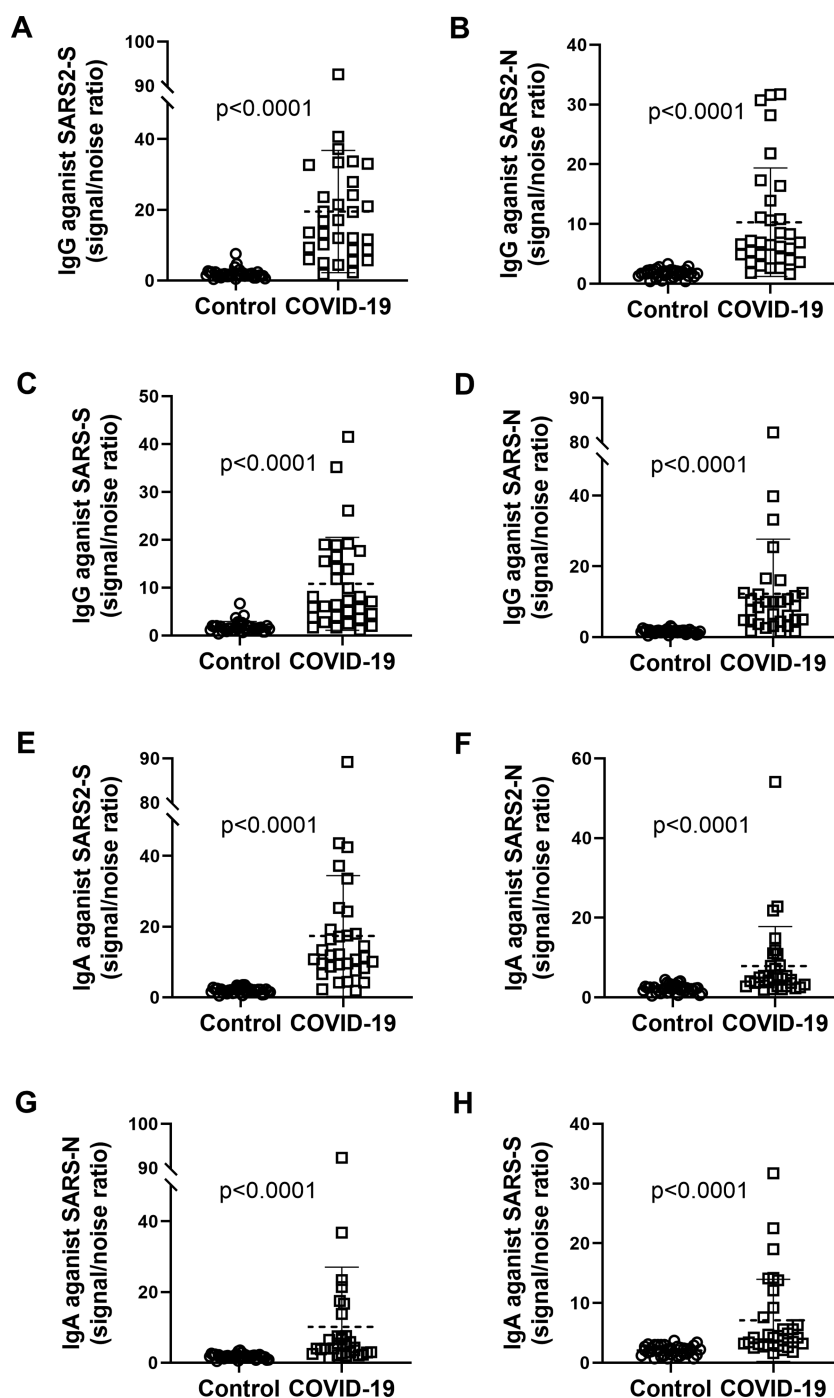 A
IgG aganist SARS2-S
(signal/noise ratio)
100
90
40
20
0
p<0.0001
Control COVID-19
B
IgG aganist SARS2-N
(signal/noise ratio)
40
30
20
10
0
p<0.0001
Control COVID-19
C
IgG aganist SARS-S
(signal/noise ratio)
50
40
30
20
10
0
p<0.0001
Control COVID-19
D
IgG aganist SARS-N
(signal/noise ratio)
90
80
40
20
0
p<0.0001
Control COVID-19
E
IgA aganist SARS2-S
(signal/noise ratio)
90
80
40
20
0
p<0.0001
Control COVID-19
F
IgA aganist SARS2-N
(signal/noise ratio)
60
40
20
0
p<0.0001
Control COVID-19
G
IgA aganist SARS-N
(signal/noise ratio)
100
90
40
20
0
p<0.0001
Control COVID-19
H
IgA aganist SARS-S
(signal/noise ratio)
40
30
20
10
0
p<0.0001
Control COVID-19